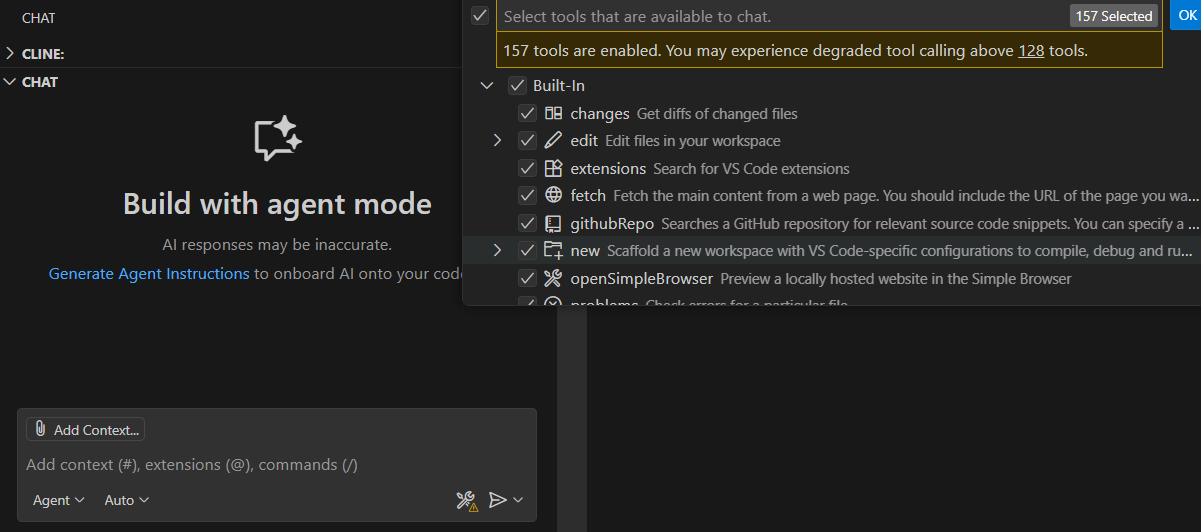 CHAT
CLINE:
CHAT
Build with agent mode
AI responses may be inaccurate.
Generate Agent Instructions to onboard AI onto your code
Add Context...
Add context (#), extensions (@), commands (/)
Agent
Auto
Select tools that are available to chat.
157 Selected
OK
157 tools are enabled. You may experience degraded tool calling above 128 tools.
Built-In
changes Get diffs of changed files
edit Edit files in your workspace
extensions Search for VS Code extensions
fetch Fetch the main content from a web page. You should include the URL of the page you wa...
githubRepo Searches a GitHub repository for relevant source code snippets. You can specify a ...
new Scaffold a new workspace with VS Code-specific configurations to compile, debug and ru...
openSimpleBrowser Preview a locally hosted website in the Simple Browser
problems Check errors for a particular file